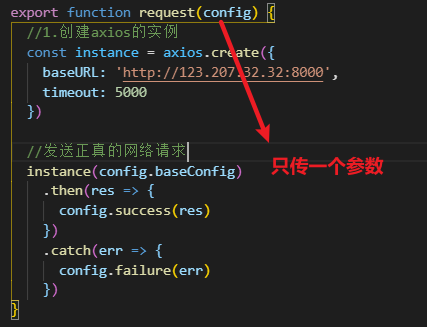 export function request(config) {
//1.创建axios的实例
const instance = axios.create({
baseURL: 'http://123.207.32.32:8000',
timeout: 5000
})
//发送正真的网络请求
instance(config.baseConfig)
只传一个参数
.then(res => {
config.success(res)
})
.catch(err => {
config.failure(err)
})
}